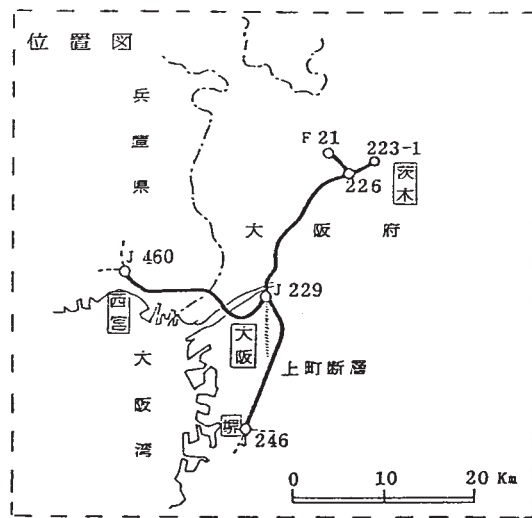 位置図
兵庫県
F 21
223-1
226
茨木
大阪府
J 460
西宮
J 229
大阪
大阪湾
上町断層
堺
J 246
0 10 20 Km